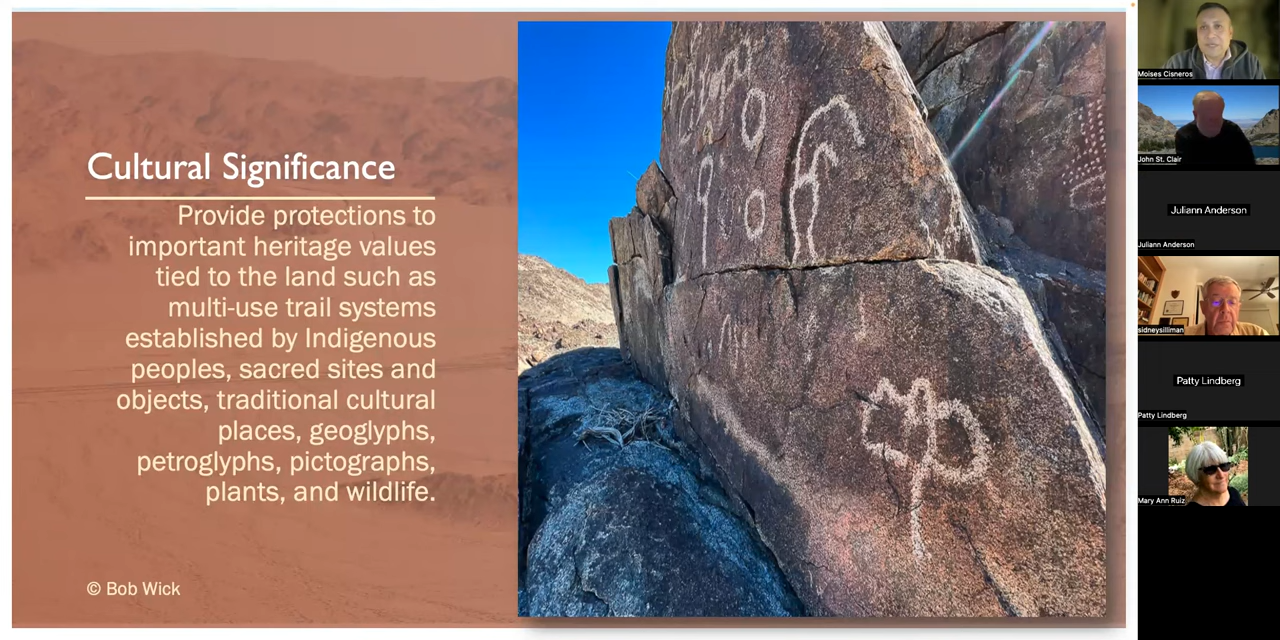 Cultural Significance
Provide protections to
important heritage values
tied to the land such as
multi-use trail systems
established by Indigenous
peoples, sacred sites and
objects, traditional cultural
places, geoglyphs,
petroglyphs, pictographs,
plants, and wildlife.
© Bob Wick
Moises Cisneros
John St. Clair
Juliann Anderson
Juliann Anderson
sidneysilliman
Patty Lindberg
Patty Lindberg
Mary Ann Ruiz